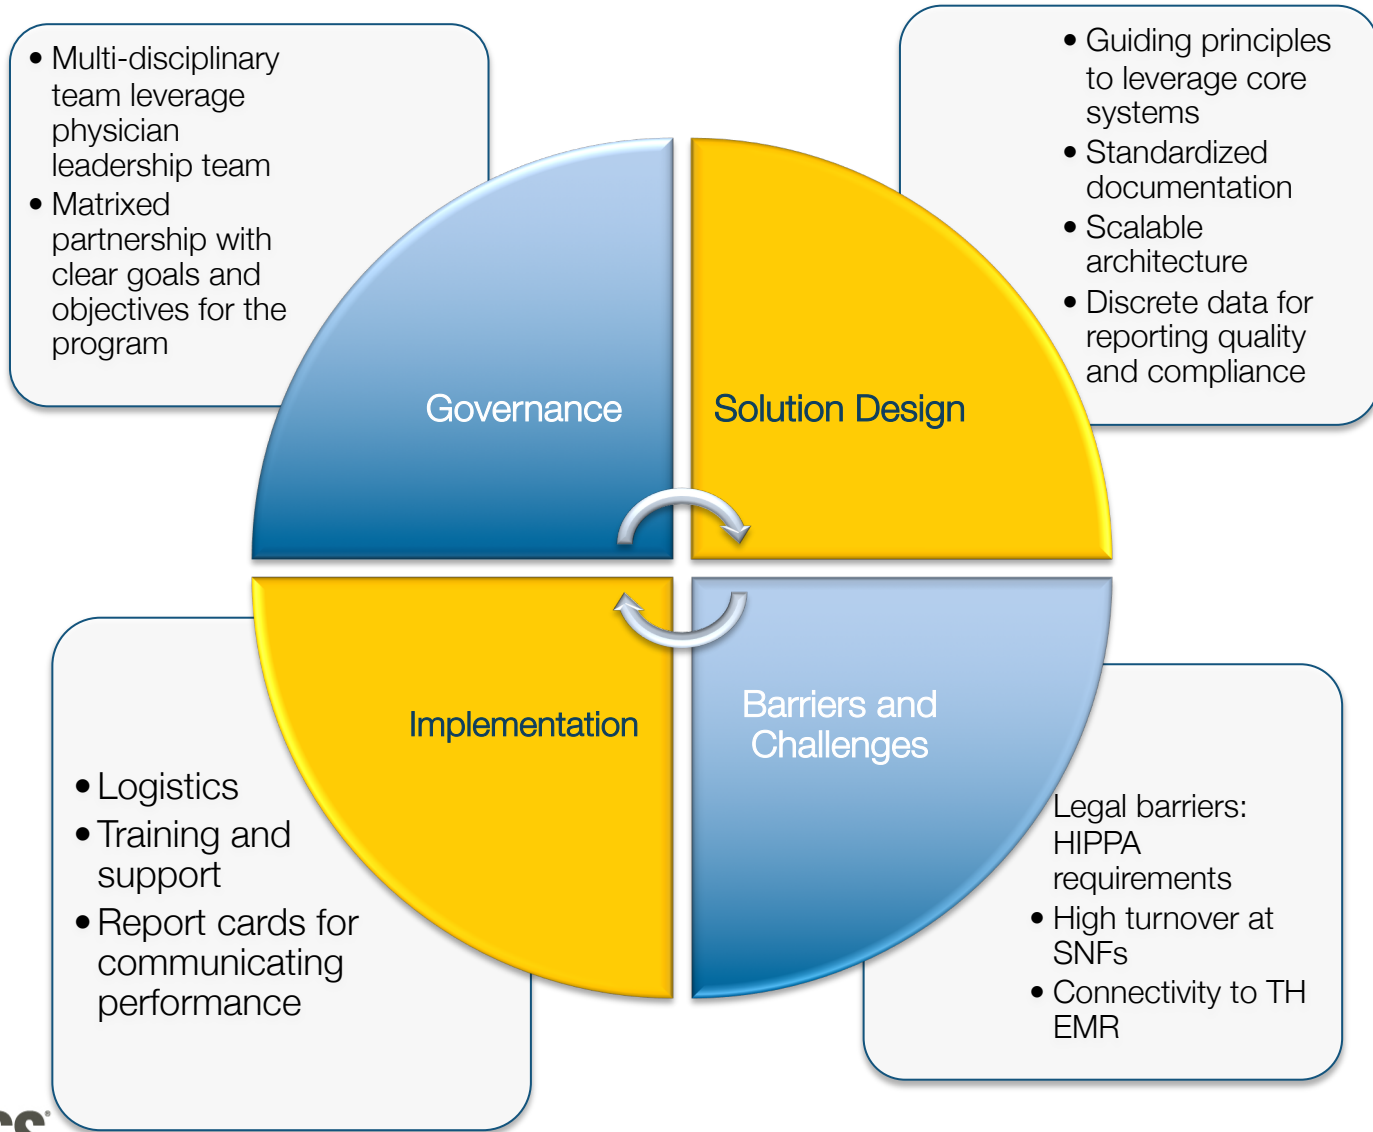 • Multi-disciplinary
team leverage
physician
leadership team
• Matrixed
partnership with
clear goals and
objectives for the
program
• Guiding principles
to leverage core
systems
• Standardized
documentation
• Scalable
architecture
• Discrete data for
reporting quality
and compliance
Governance
Solution Design
Implementation
Barriers and
Challenges
• Logistics
• Training and
support
• Report cards for
communicating
performance
Legal barriers:
HIPPA
requirements
• High turnover at
SNFs
• Connectivity to TH
EMR